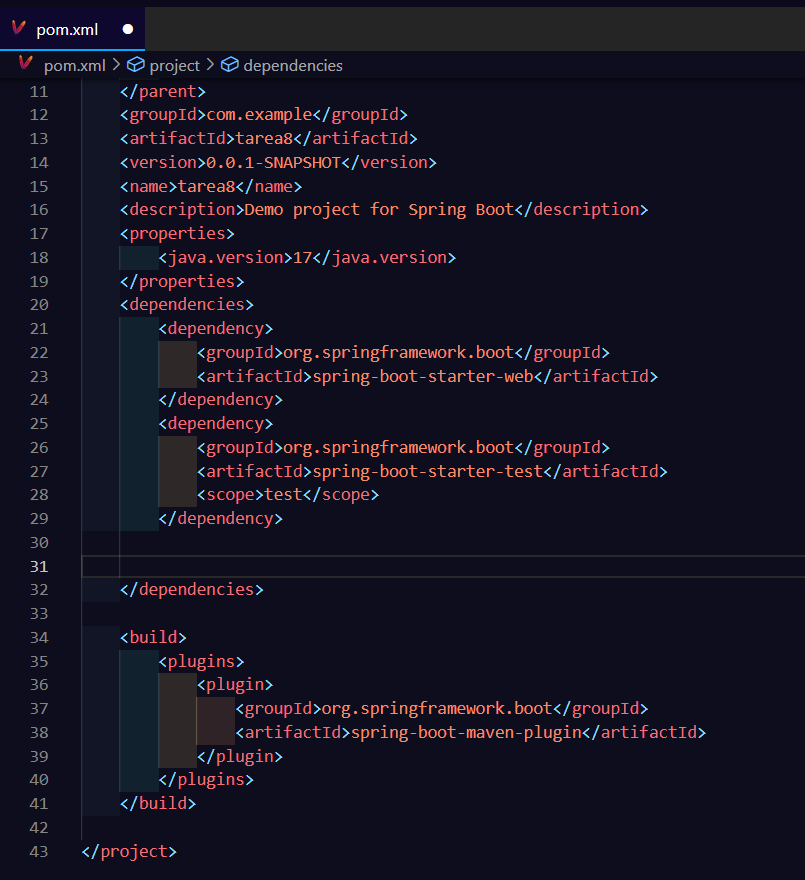 pom.xml
pom.xml > project > dependencies
11 </parent>
12 <groupId>com.example</groupId>
13 <artifactId>tarea8</artifactId>
14 <version>0.0.1-SNAPSHOT</version>
15 <name>tarea8</name>
16 <description>Demo project for Spring Boot</description>
17 <properties>
18 <java.version>17</java.version>
19 </properties>
20 <dependencies>
21 <dependency>
22 <groupId>org.springframework.boot</groupId>
23 <artifactId>spring-boot-starter-web</artifactId>
24 </dependency>
25 <dependency>
26 <groupId>org.springframework.boot</groupId>
27 <artifactId>spring-boot-starter-test</artifactId>
28 <scope>test</scope>
29 </dependency>
30
31
32 </dependencies>
33
34 <build>
35 <plugins>
36 <plugin>
37 <groupId>org.springframework.boot</groupId>
38 <artifactId>spring-boot-maven-plugin</artifactId>
39 </plugin>
40 </plugins>
41 </build>
42
43 </project>